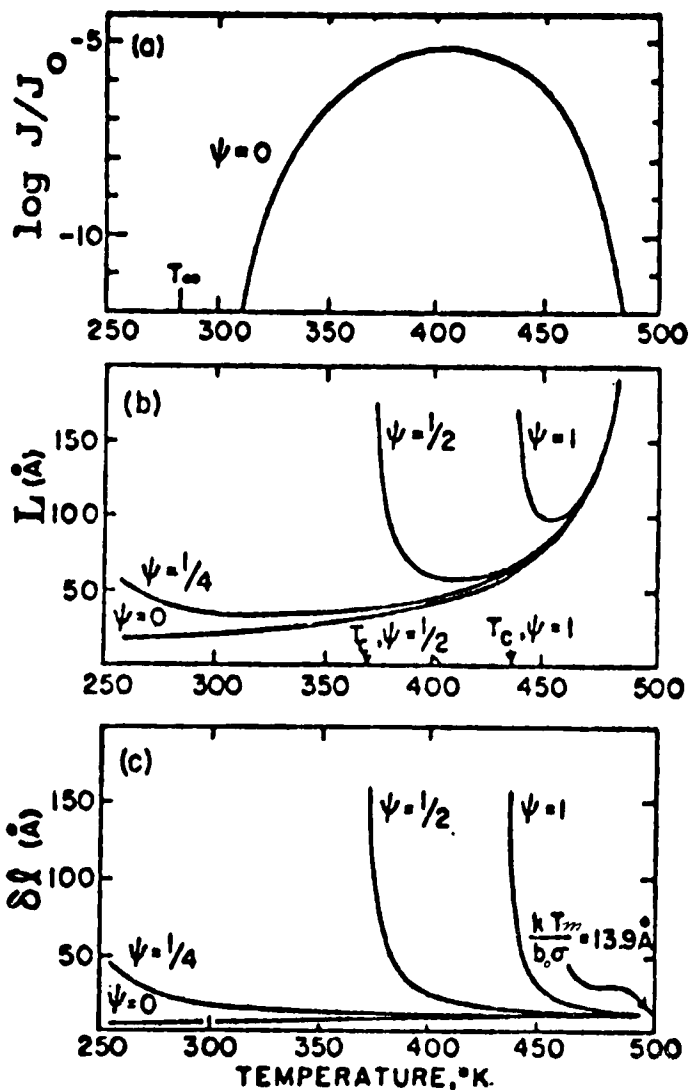 (a)
log J/J₀
-5
-10
ψ=0
T∞
250 300 350 400 450 500
(b)
L (Å)
150
100
50
ψ=1/2
ψ=1
ψ=1/4
ψ=0
T_c, ψ=1/2
T_c, ψ=1
250 300 350 400 450 500
(c)
δℓ (Å)
150
100
50
ψ=1/2
ψ=1
ψ=1/4
ψ=0
kT_m/b₀σ = 13.9 Å
250 300 350 400 450 500
TEMPERATURE, °K.